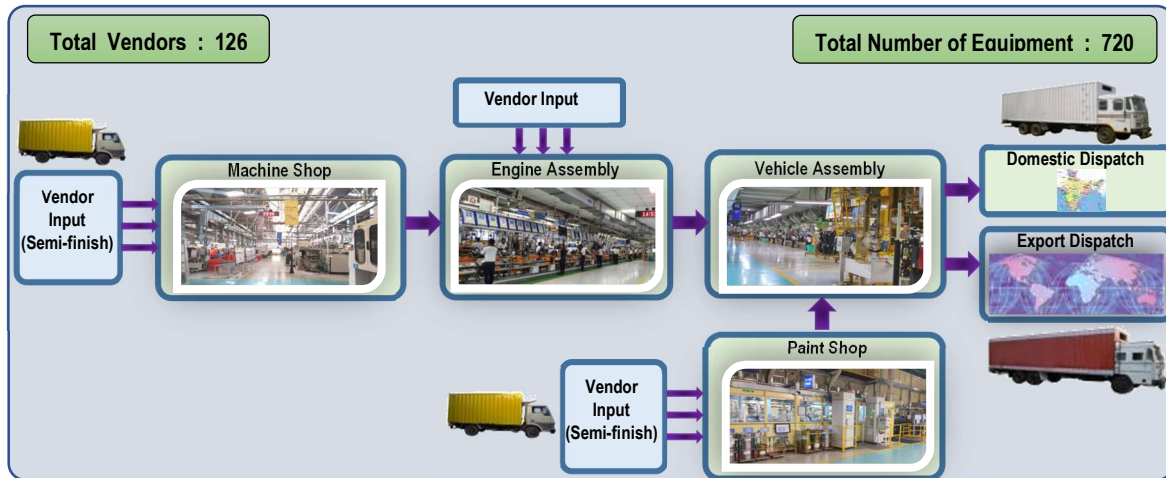 Total Vendors : 126
Total Number of Equipment : 720
Vendor Input
Vendor
Input
(Semi-finish)
Machine Shop
Engine Assembly
Vehicle Assembly
Domestic Dispatch
Export Dispatch
Paint Shop
Vendor
Input
(Semi-finish)